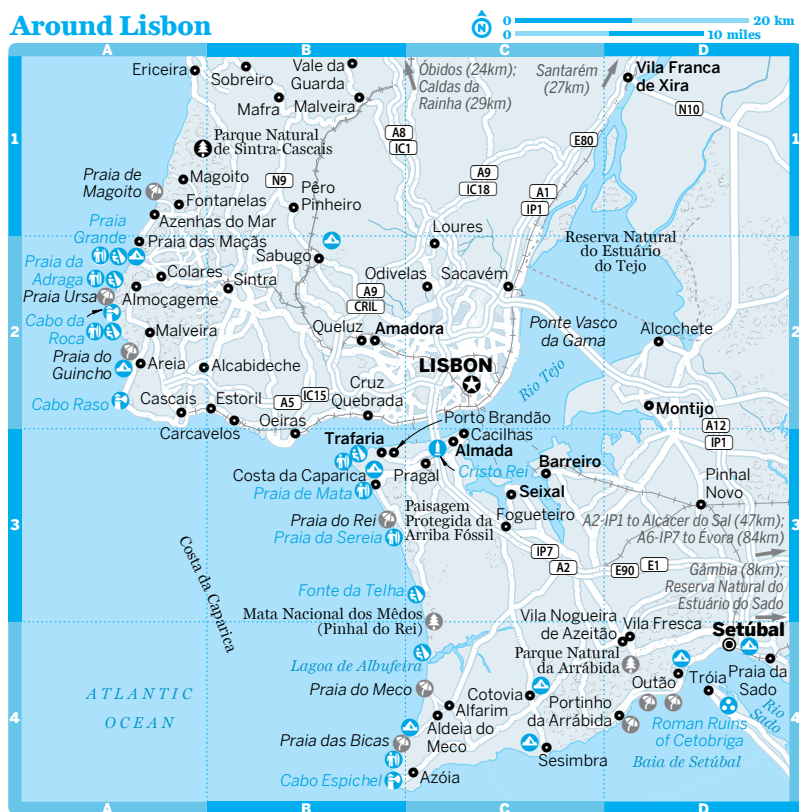 Around Lisbon
N
0 20 km
0 10 miles
A B C D
1
Ericeira
Sobreiro
Mafra
Vale da
Guarda
Malveira
Óbidos (24km);
Caldas da
Rainha (29km)
Santarém
(27km)
Vila Franca
de Xira
N10
Parque Natural
de Sintra-Cascais
A8
IC1
E80
Praia de
Magoito
Magoito
Fontanelas
Azenhas do Mar
N9
Pêro
Pinheiro
A9
IC18
A1
IP1
2
Praia
Grande
Praia das Maçãs
Praia da
Adraga
Colares
Sintra
Sabugo
Loures
Odivelas
Sacavém
Reserva Natural
do Estuário
do Tejo
Praia Ursa
Almoçageme
A9
CRIL
Cabo da
Roca
Malveira
Queluz
Amadora
Ponte Vasco
da Gama
Alcochete
Praia do
Guincho
Areia
Alcabideche
LISBON
Rio Tejo
Cabo Raso
Cascais
Estoril
Carcavelos
A5
IC15
Oeiras
Cruz
Quebrada
Montijo
A12
IP1
3
Porto Brandão
Cacilhas
Trafaria
Almada
Costa da Caparica
Pragal
Cristo Rei
Barreiro
Pinhal
Novo
Praia de Mata
Seixal
Praia do Rei
Paisagem
Protegida da
Arriba Fóssil
Fogueteiro
A2-IP1 to Alcácer do Sal (47km);
A6-IP7 to Évora (84km)
Praia da Sereia
Costa da Caparica
IP7
A2
E90
E1
Gâmbia (8km);
Reserva Natural do
Estuário do Sado
Fonte da Telha
Mata Nacional dos Mêdos
(Pinhal do Rei)
4
Vila Nogueira
de Azeitão
Vila Fresca
Setúbal
Lagoa de Albufeira
Parque Natural
da Arrábida
Praia do Meco
Cotovia
Outão
Tróia
Praia da
Sado
ATLANTIC
OCEAN
Alfarim
Portinho
da Arrábida
Rio
Sado
Aldeia do
Meco
Roman Ruins
of Cetobriga
Praia das Bicas
Sesimbra
Baia de Setúbal
Cabo Espichel
Azóia
1
2
3
4
A B C D